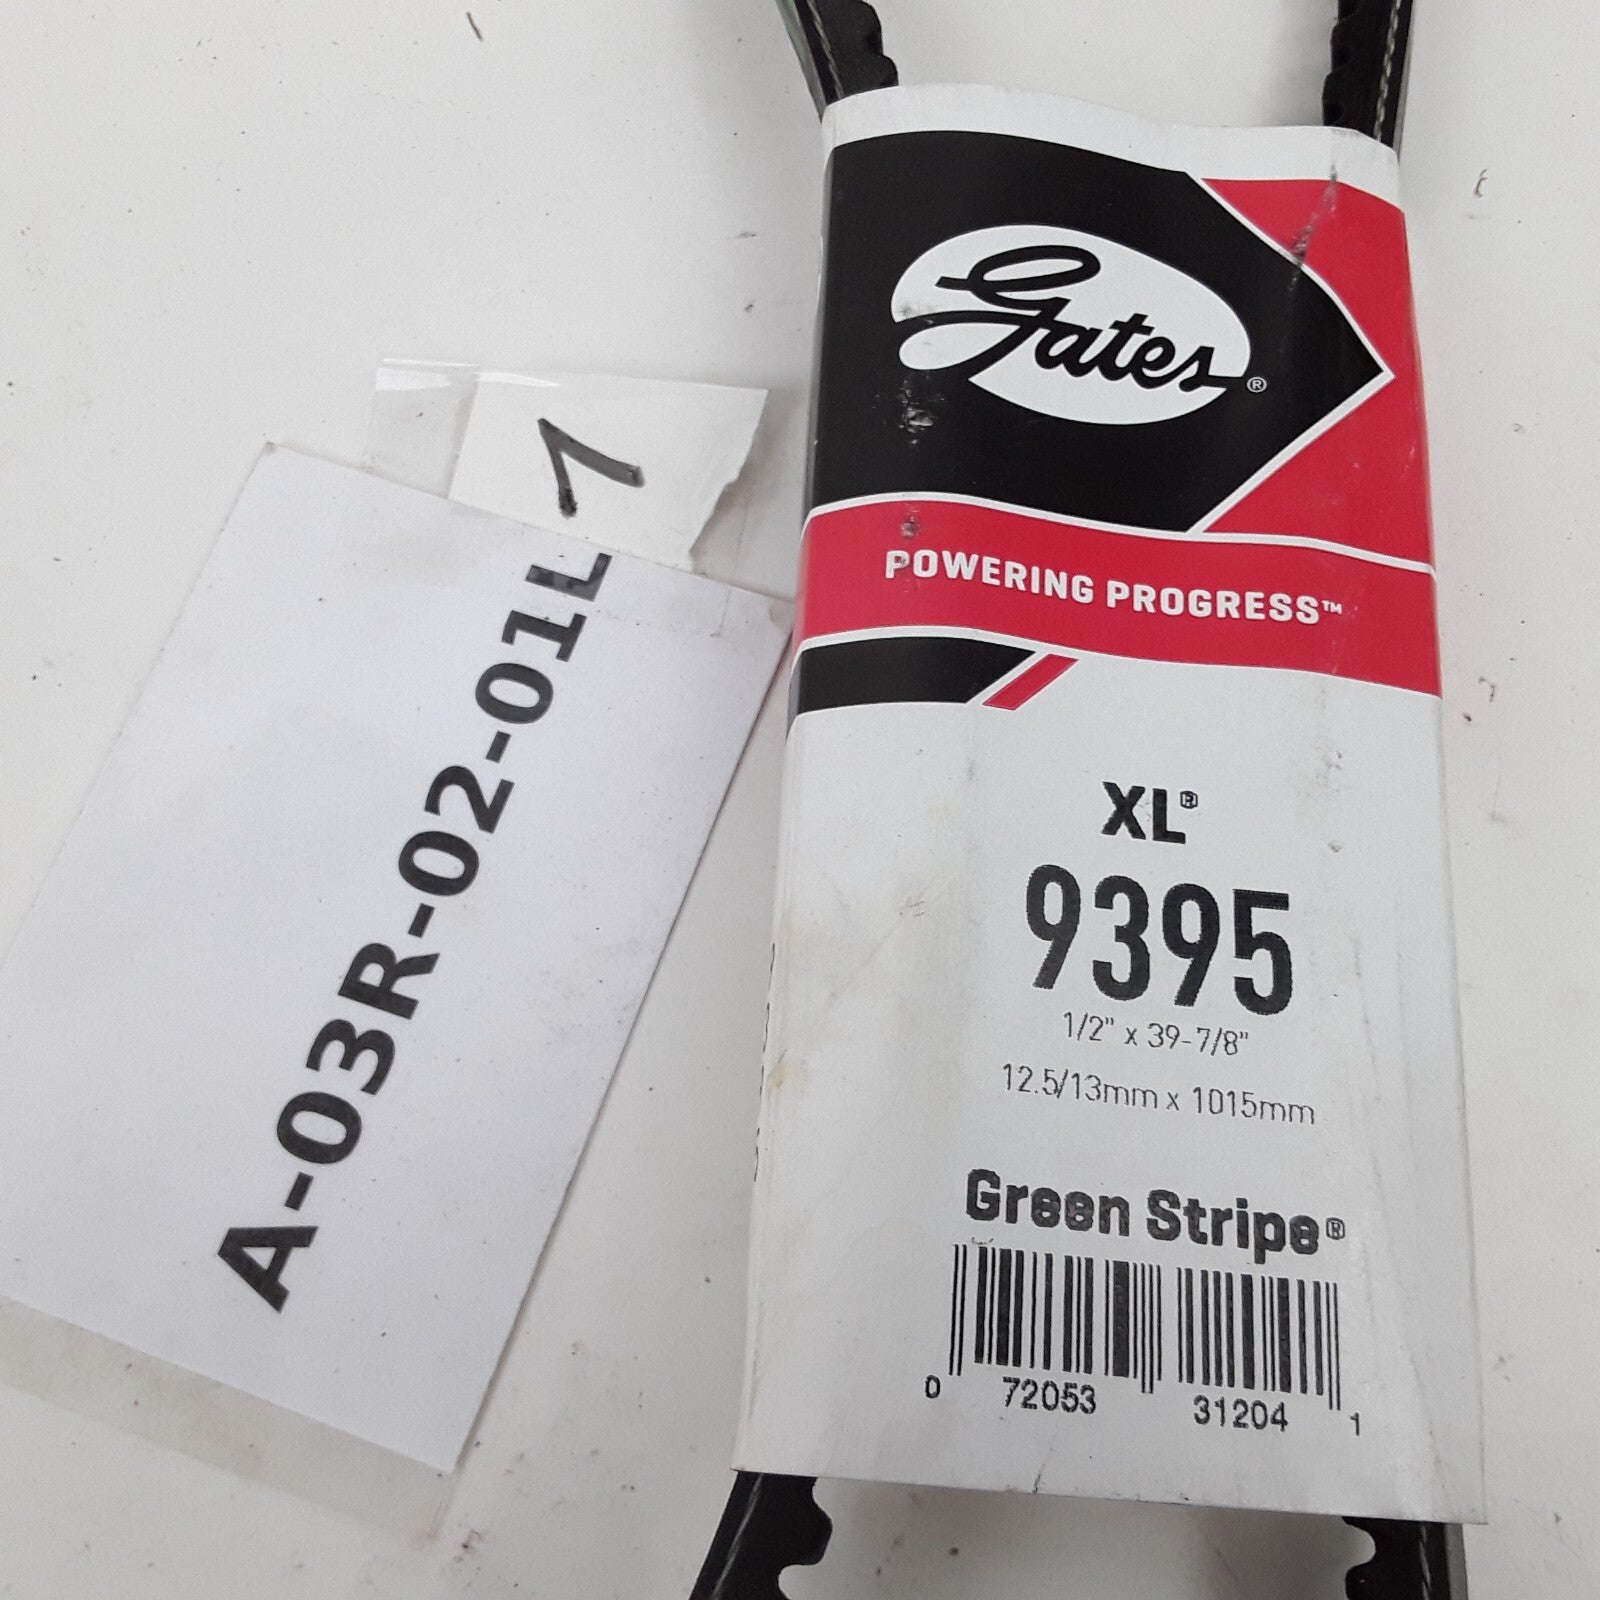 Gates®
POWERING PROGRESS™
XL®
9395
1/2" x 39-7/8"
12.5/13mm x 1015mm
Green Stripe®
0 72053 31204 1
1
A-03R-02-01L